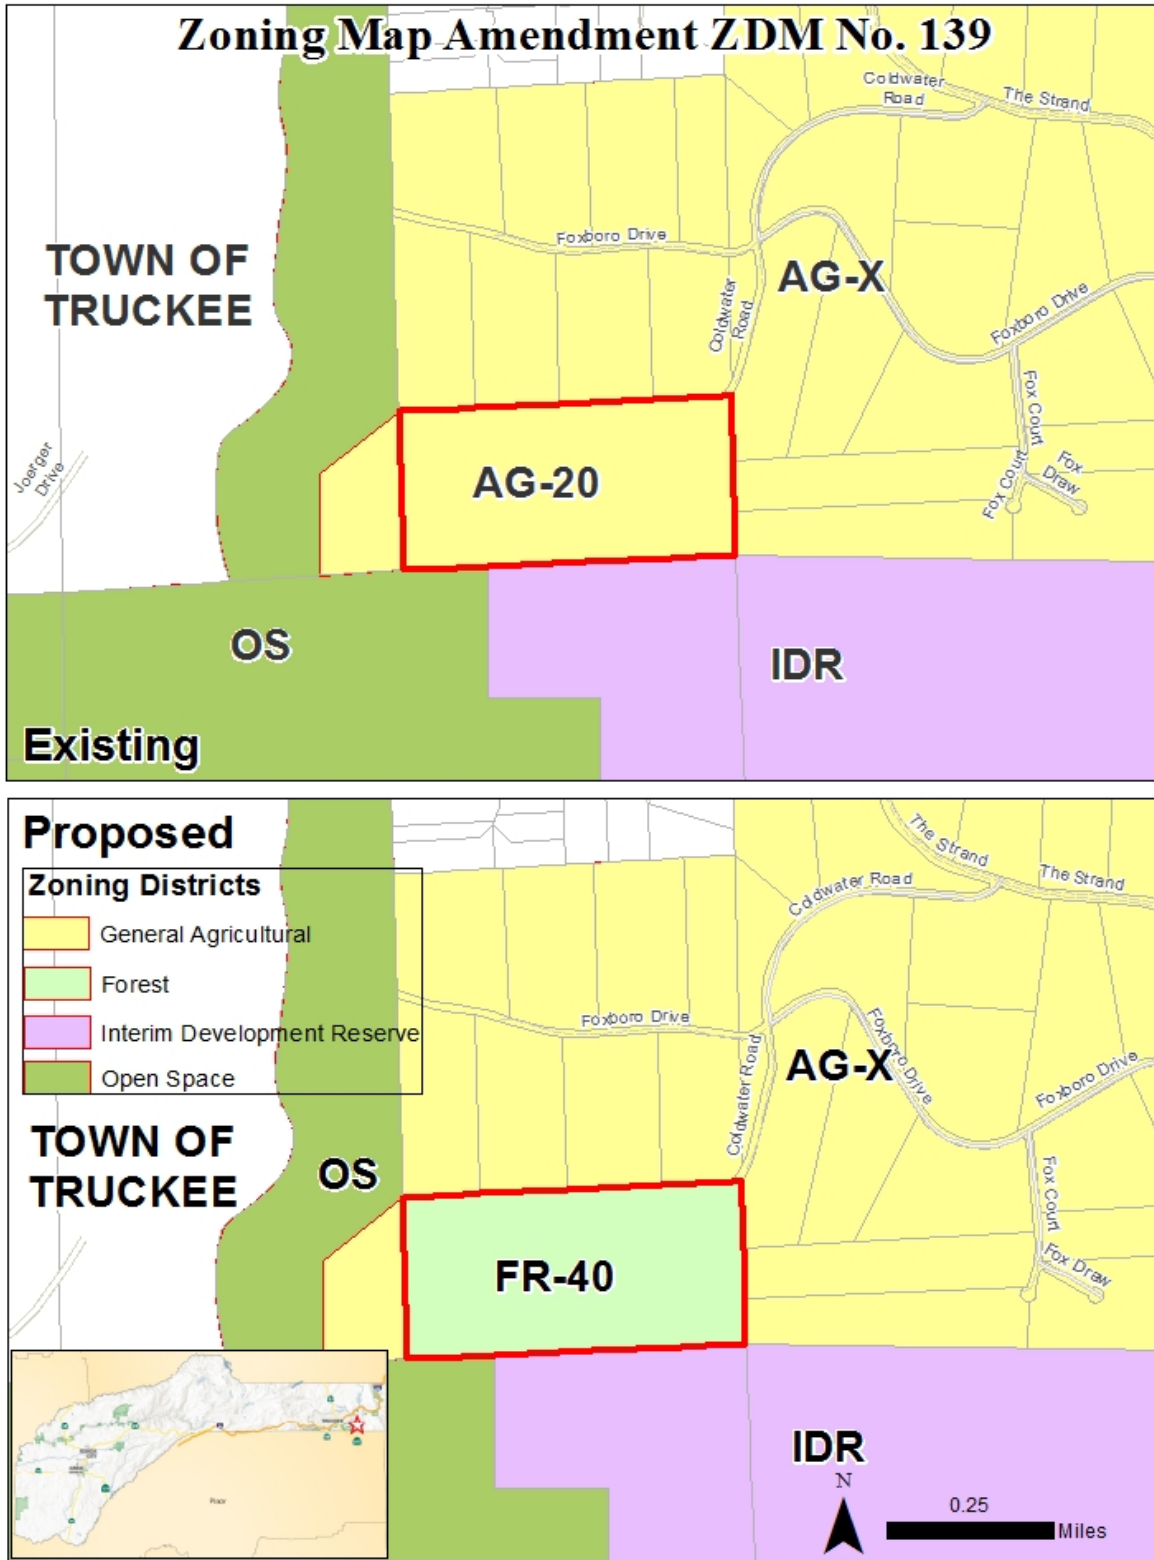 Zoning Map Amendment ZDM No. 139
Coldwater
Road
The Strand
TOWN OF
TRUCKEE
Foxboro Drive
AG-X
Coldwater
Road
Foxboro Drive
Fox Court
Joerger
Drive
AG-20
Fox Court
Fox
Draw
OS
IDR
Existing
Proposed
Zoning Districts
General Agricultural
Forest
Interim Development Reserve
Open Space
The Strand
The Strand
Coldwater Road
Foxboro Drive
Coldwater Road
AG-X
Foxboro Drive
Foxboro Drive
TOWN OF
TRUCKEE
OS
Fox Court
Fox Draw
FR-40
IDR
N
0.25
Miles
Placer